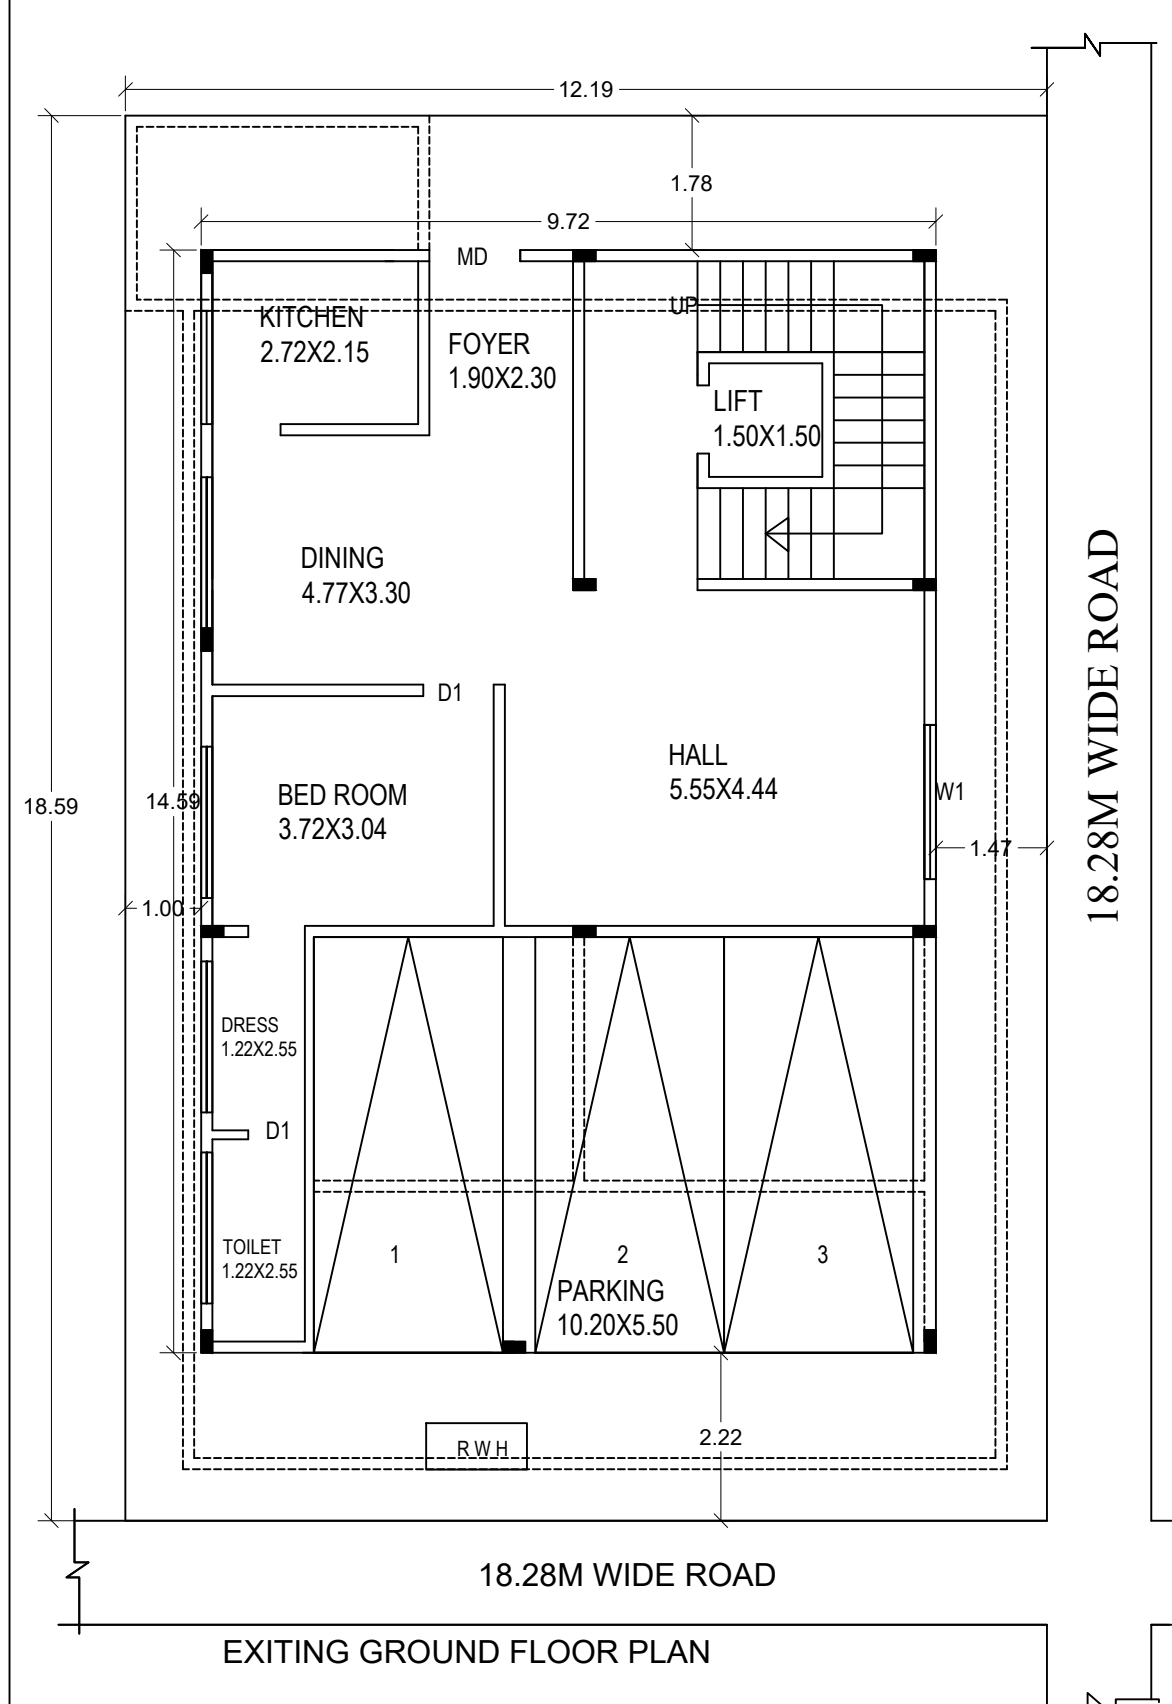 12.19
1.78
9.72
MD
UP
KITCHEN
2.72X2.15
FOYER
1.90X2.30
LIFT
1.50X1.50
DINING
4.77X3.30
18.28M WIDE ROAD
D1
HALL
5.55X4.44
BED ROOM
3.72X3.04
W1
18.59
14.59
1.47
1.00
DRESS
1.22X2.55
D1
TOILET
1.22X2.55
1
2
3
PARKING
10.20X5.50
2.22
R W H
18.28M WIDE ROAD
EXITING GROUND FLOOR PLAN